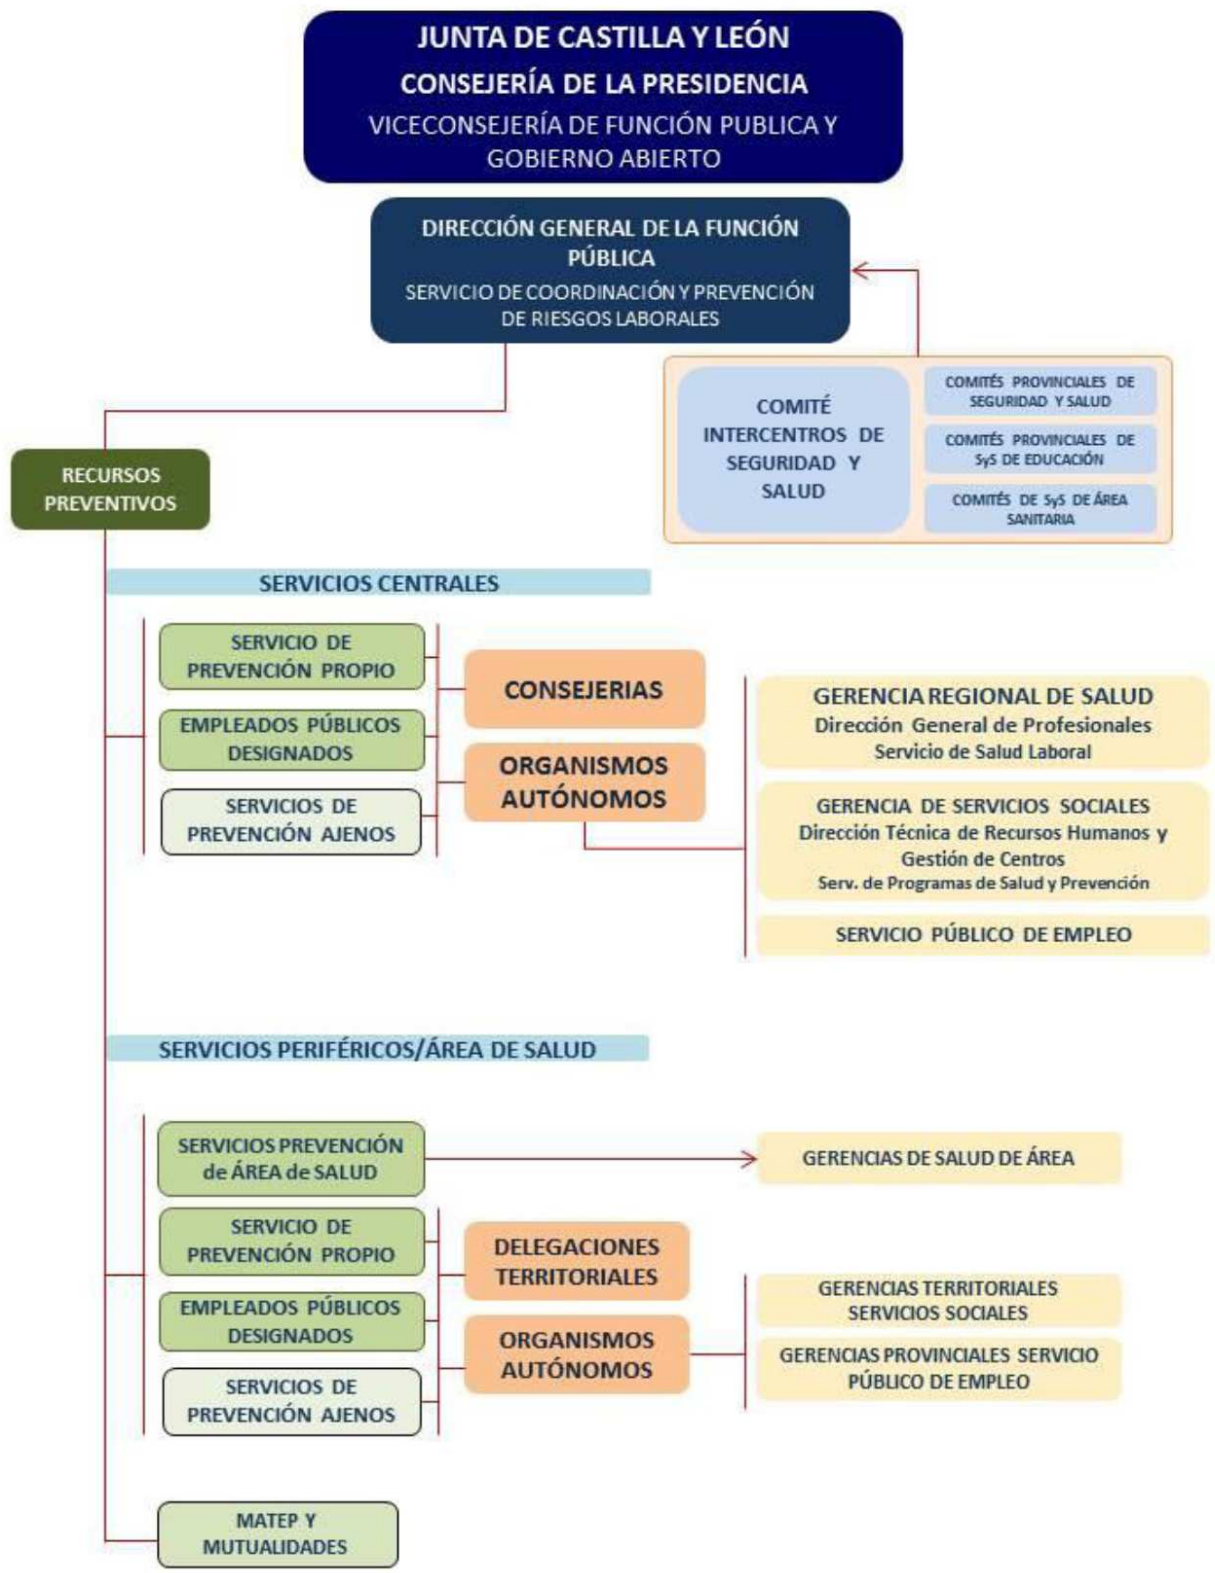 JUNTA DE CASTILLA Y LEÓN
CONSEJERÍA DE LA PRESIDENCIA
VICECONSEJERÍA DE FUNCIÓN PUBLICA Y
GOBIERNO ABIERTO
DIRECCIÓN GENERAL DE LA FUNCIÓN
PÚBLICA
SERVICIO DE COORDINACIÓN Y PREVENCIÓN
DE RIESGOS LABORALES
COMITÉ
INTERCENTROS DE
SEGURIDAD Y
SALUD
COMITÉS PROVINCIALES DE
SEGURIDAD Y SALUD
COMITÉS PROVINCIALES DE
SyS DE EDUCACIÓN
COMITÉS DE SyS DE ÁREA
SANITARIA
RECURSOS
PREVENTIVOS
SERVICIOS CENTRALES
SERVICIO DE
PREVENCIÓN PROPIO
EMPLEADOS PÚBLICOS
DESIGNADOS
SERVICIOS DE
PREVENCIÓN AJENOS
CONSEJERIAS
ORGANISMOS
AUTÓNOMOS
GERENCIA REGIONAL DE SALUD
Dirección General de Profesionales
Servicio de Salud Laboral
GERENCIA DE SERVICIOS SOCIALES
Dirección Técnica de Recursos Humanos y
Gestión de Centros
Serv. de Programas de Salud y Prevención
SERVICIO PÚBLICO DE EMPLEO
SERVICIOS PERIFÉRICOS/ÁREA DE SALUD
SERVICIOS PREVENCIÓN
de ÁREA de SALUD
GERENCIAS DE SALUD DE ÁREA
SERVICIO DE
PREVENCIÓN PROPIO
EMPLEADOS PÚBLICOS
DESIGNADOS
SERVICIOS DE
PREVENCIÓN AJENOS
DELEGACIONES
TERRITORIALES
ORGANISMOS
AUTÓNOMOS
GERENCIAS TERRITORIALES
SERVICIOS SOCIALES
GERENCIAS PROVINCIALES SERVICIO
PÚBLICO DE EMPLEO
MATEP Y
MUTUALIDADES